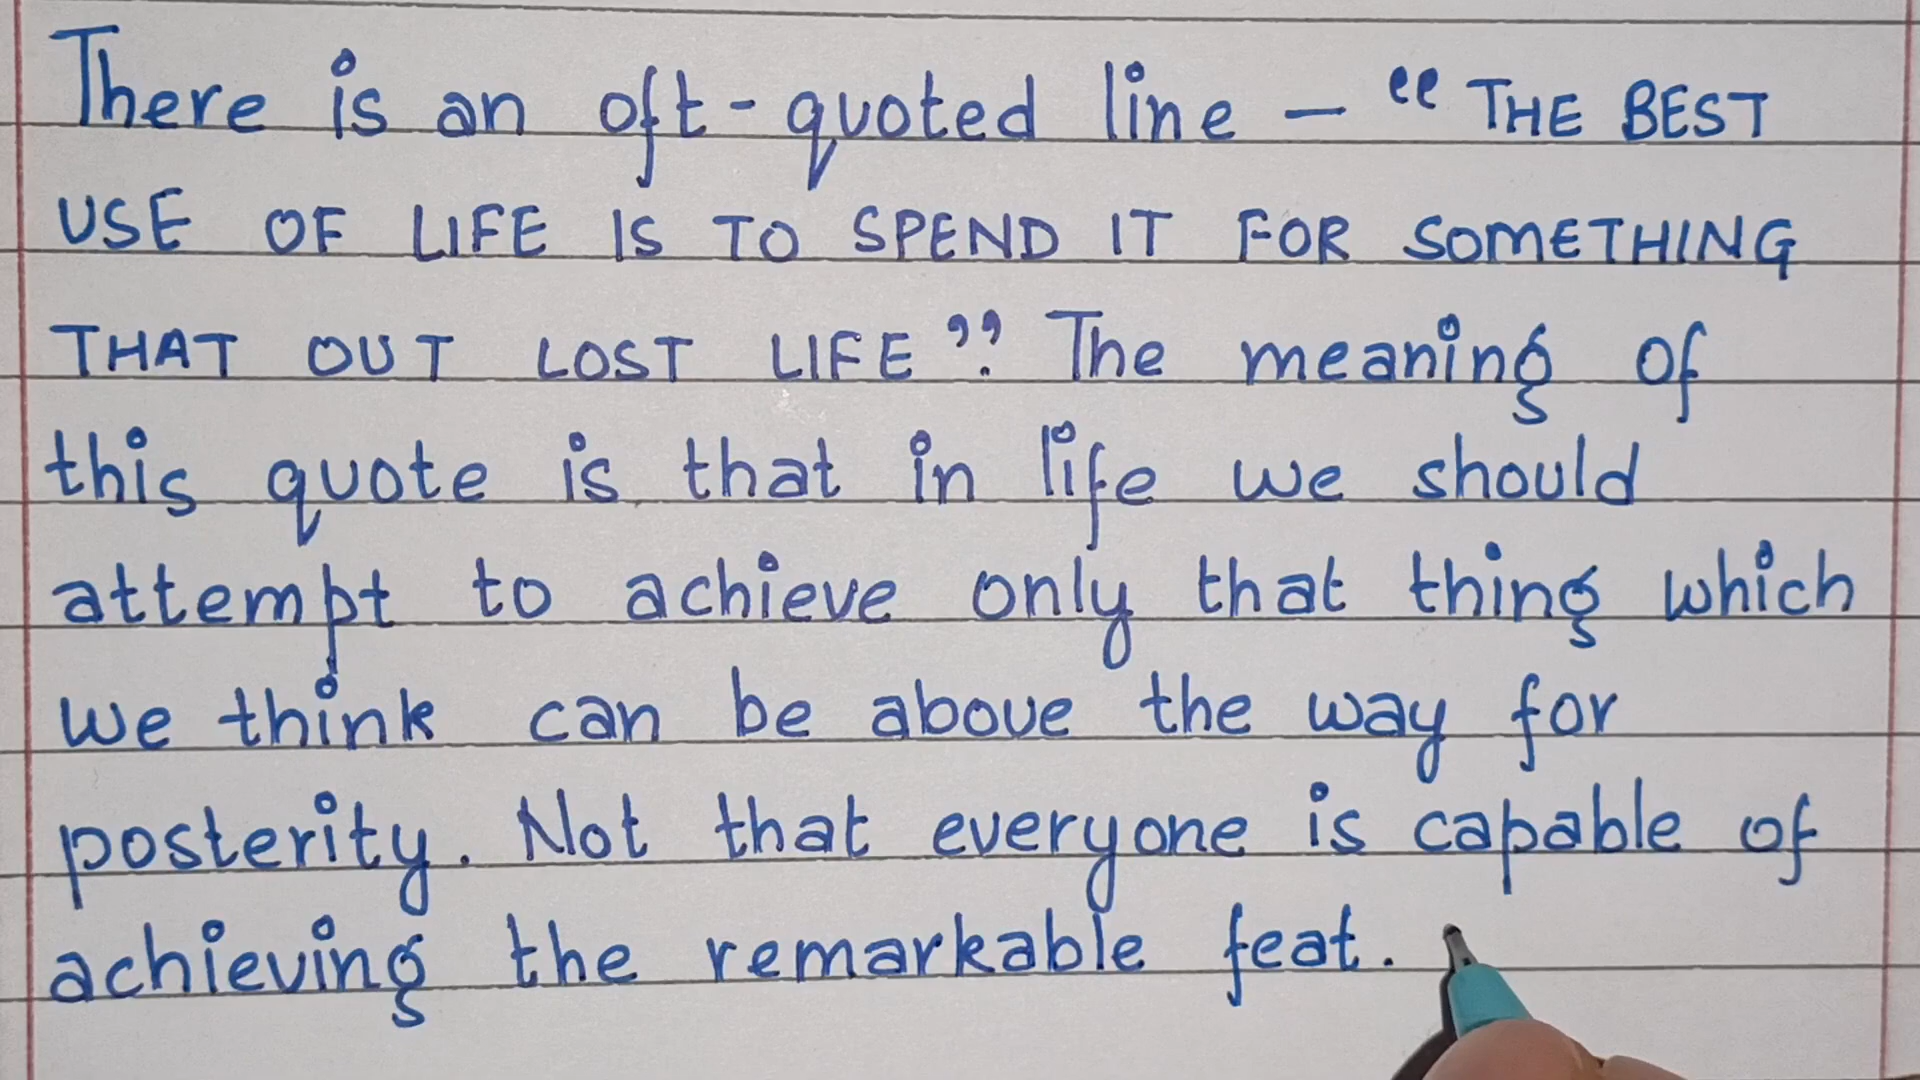 There is an oft-quoted line – “THE BEST
USE OF LIFE IS TO SPEND IT FOR SOMETHING
THAT OUT LOST LIFE”. The meaning of
this quote is that in life we should
attempt to achieve only that thing which
we think can be above the way for
posterity. Not that everyone is capable of
achieving the remarkable feat.